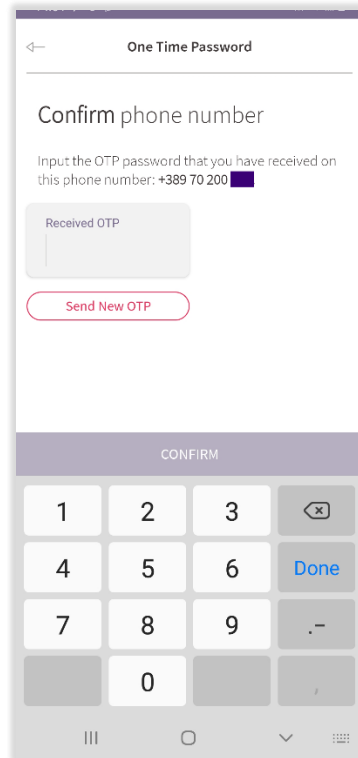 One Time Password
Confirm phone number
Input the OTP password that you have received on
this phone number: +389 70 200
Received OTP
Send New OTP
CONFIRM
1 2 3
4 5 6 Done
7 8 9 .-
0 ,